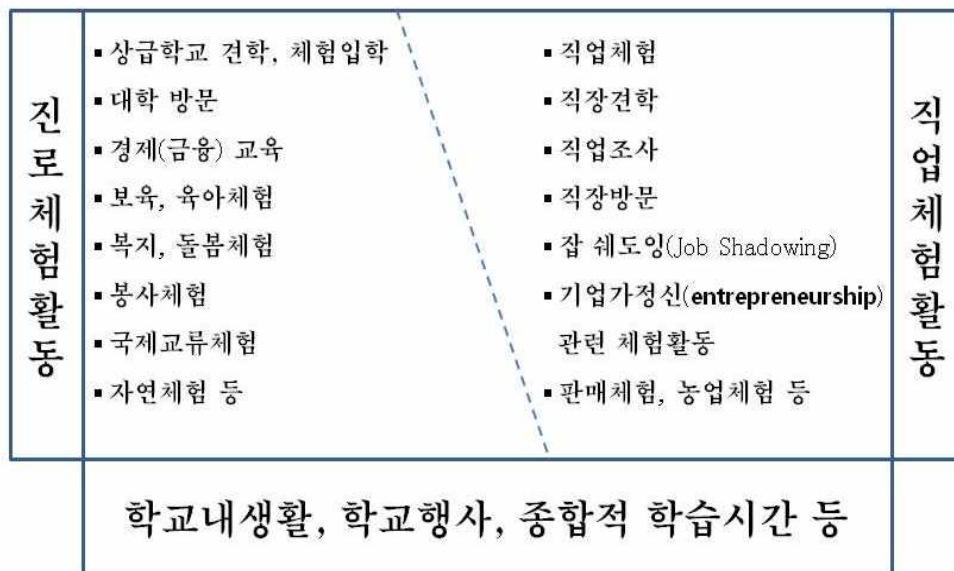 진로체험활동
▪ 상급학교 견학, 체험입학
▪ 대학 방문
▪ 경제(금융) 교육
▪ 보육, 육아체험
▪ 복지, 돌봄체험
▪ 봉사체험
▪ 국제교류체험
▪ 자연체험 등
▪ 직업체험
▪ 직장견학
▪ 직업조사
▪ 직장방문
▪ 잡 쉐도잉(Job Shadowing)
▪ 기업가정신(entrepreneurship)
관련 체험활동
▪ 판매체험, 농업체험 등
직업체험활동
학교내생활, 학교행사, 종합적 학습시간 등